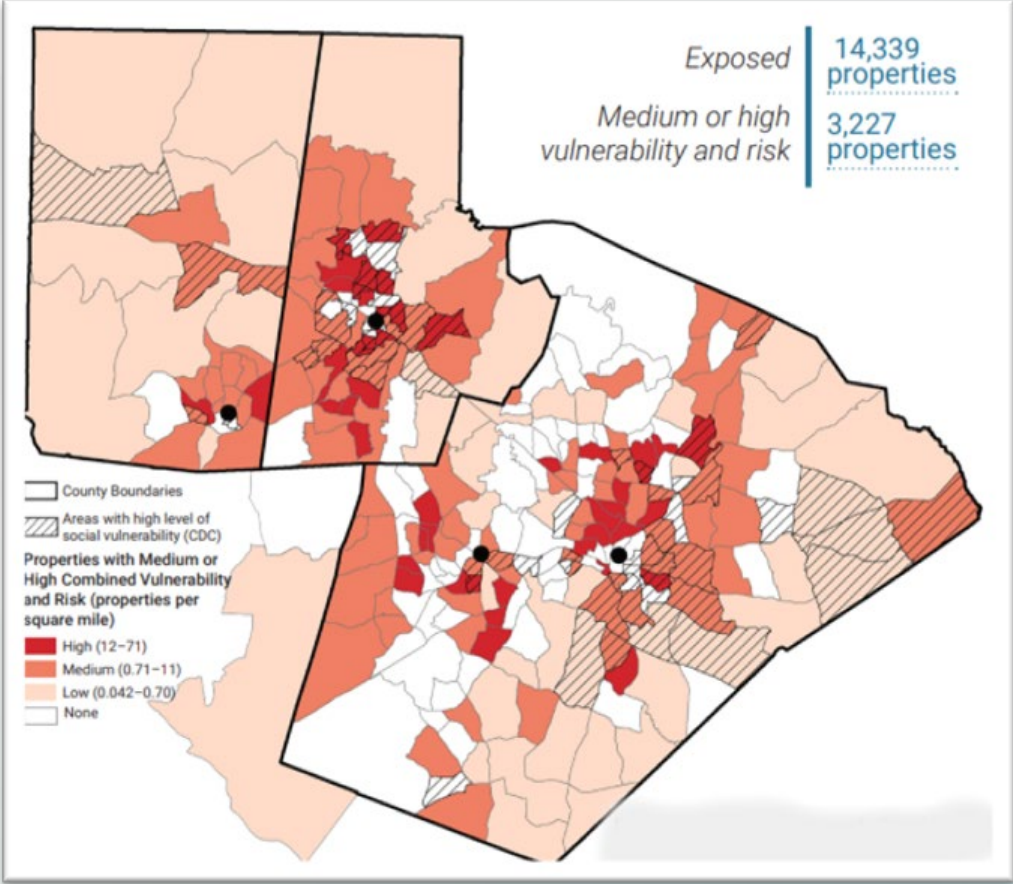 Exposed
14,339
properties
Medium or high
vulnerability and risk
3,227
properties
County Boundaries
Areas with high level of
social vulnerability (CDC)
Properties with Medium or
High Combined Vulnerability
and Risk (properties per
square mile)
High (12–71)
Medium (0.71–11)
Low (0.042–0.70)
None